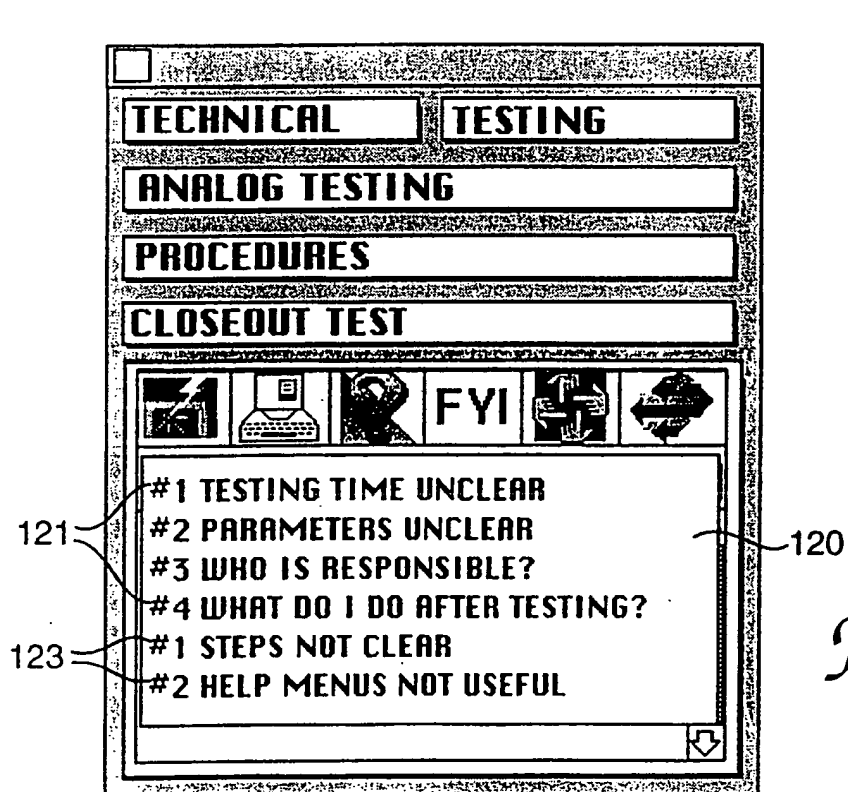 TECHNICAL TESTING
ANALOG TESTING
PROCEDURES
CLOSEOUT TEST
FYI
#1 TESTING TIME UNCLEAR
#2 PARAMETERS UNCLEAR
#3 WHO IS RESPONSIBLE?
#4 WHAT DO I DO AFTER TESTING?
#1 STEPS NOT CLEAR
#2 HELP MENUS NOT USEFUL
121
120
123